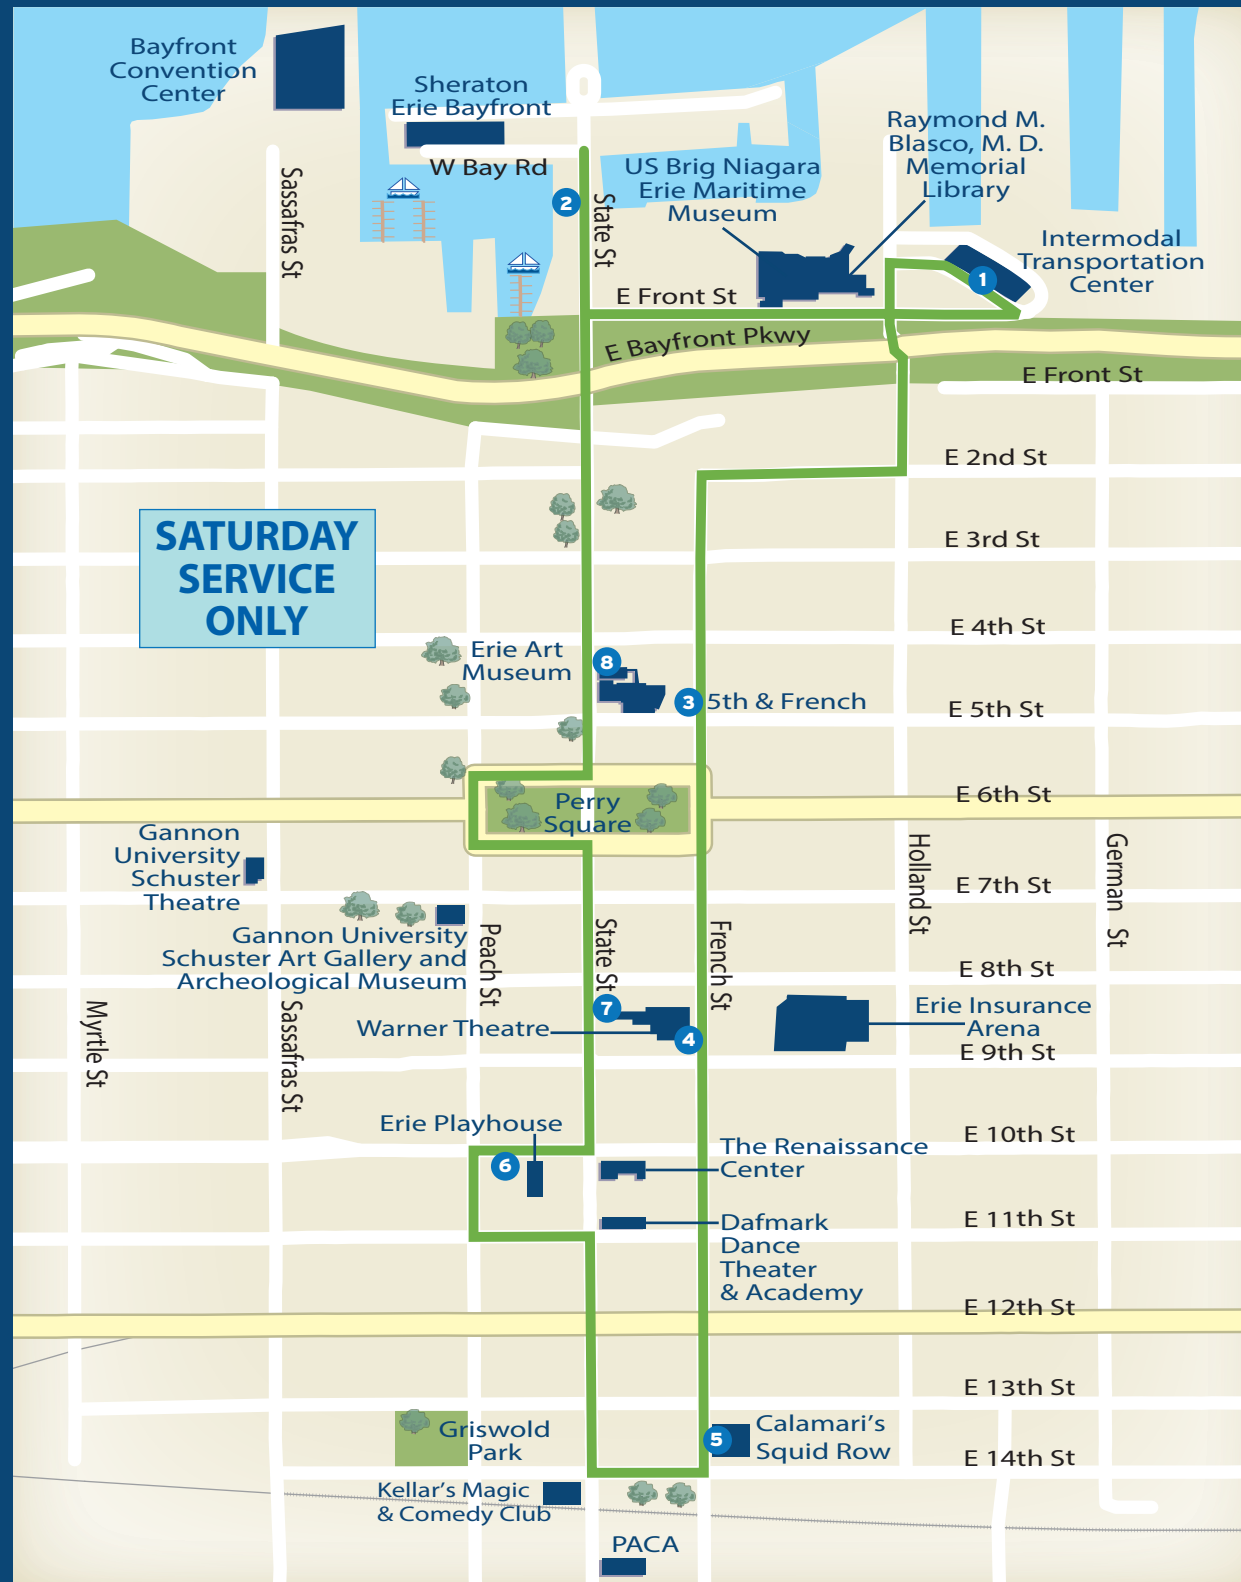 Bayfront
Convention
Center
Sheraton
Erie Bayfront
W Bay Rd
Raymond M.
Blasco, M. D.
Memorial
Library
US Brig Niagara
Erie Maritime
Museum
Sassafras St
2
State St
Intermodal
Transportation
Center
1
E Front St
E Bayfront Pkwy
E Front St
E 2nd St
SATURDAY
SERVICE
ONLY
E 3rd St
E 4th St
Erie Art
Museum
8
3
5th & French
E 5th St
E 6th St
Perry
Square
Gannon
University
Schuster
Theatre
Holland St
German St
E 7th St
Gannon University
Schuster Art Gallery and
Archeological Museum
Peach St
State St
French St
E 8th St
Myrtle St
Sassafras St
7
Warner Theatre
4
Erie Insurance
Arena
E 9th St
Erie Playhouse
6
The Renaissance
Center
E 10th St
Dafmark
Dance
Theater
& Academy
E 11th St
E 12th St
E 13th St
Griswold
Park
5
Calamari's
Squid Row
E 14th St
Kellar's Magic
& Comedy Club
PACA